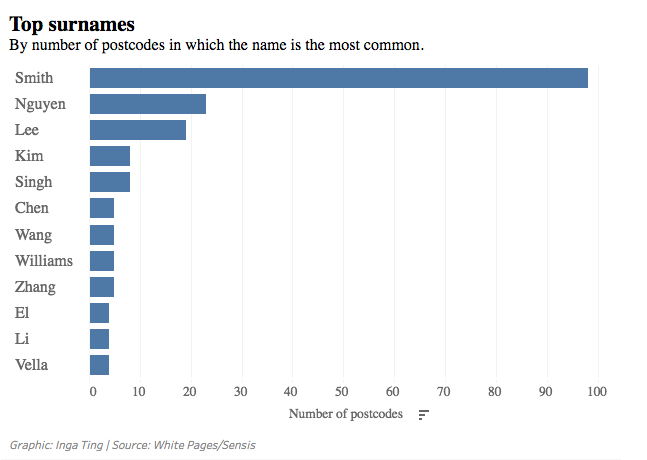 Top surnames
By number of postcodes in which the name is the most common.
Smith
Nguyen
Lee
Kim
Singh
Chen
Wang
Williams
Zhang
El
Li
Vella
0 10 20 30 40 50 60 70 80 90 100
Number of postcodes
Graphic: Inga Ting | Source: White Pages/Sensis